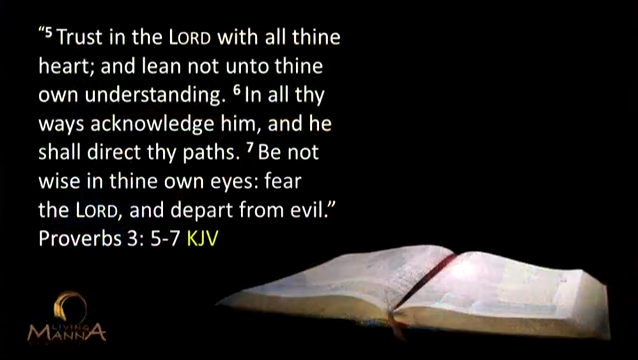 “⁵ Trust in the LORD with all thine
heart; and lean not unto thine
own understanding. ⁶ In all thy
ways acknowledge him, and he
shall direct thy paths. ⁷ Be not
wise in thine own eyes: fear
the LORD, and depart from evil.”
Proverbs 3: 5-7 KJV
LIVING
MANNA